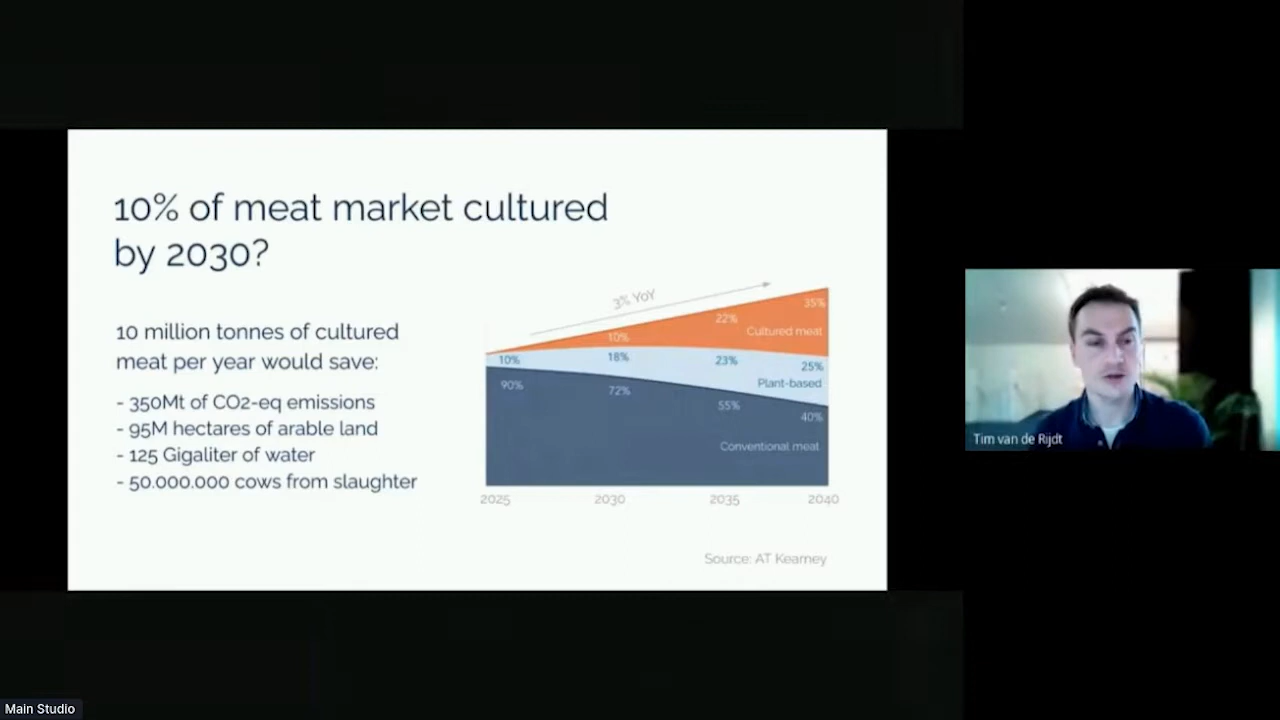 10% of meat market cultured
by 2030?
10 million tonnes of cultured
meat per year would save:
- 350Mt of CO2-eq emissions
- 95M hectares of arable land
- 125 Gigaliter of water
- 50.000.000 cows from slaughter
3% YoY
35%
22%
Cultured meat
10%
10%
18%
23%
25%
Plant-based
90%
72%
55%
40%
Conventional meat
2025 2030 2035 2040
Source: AT Kearney
Tim van de Rijdt
Main Studio